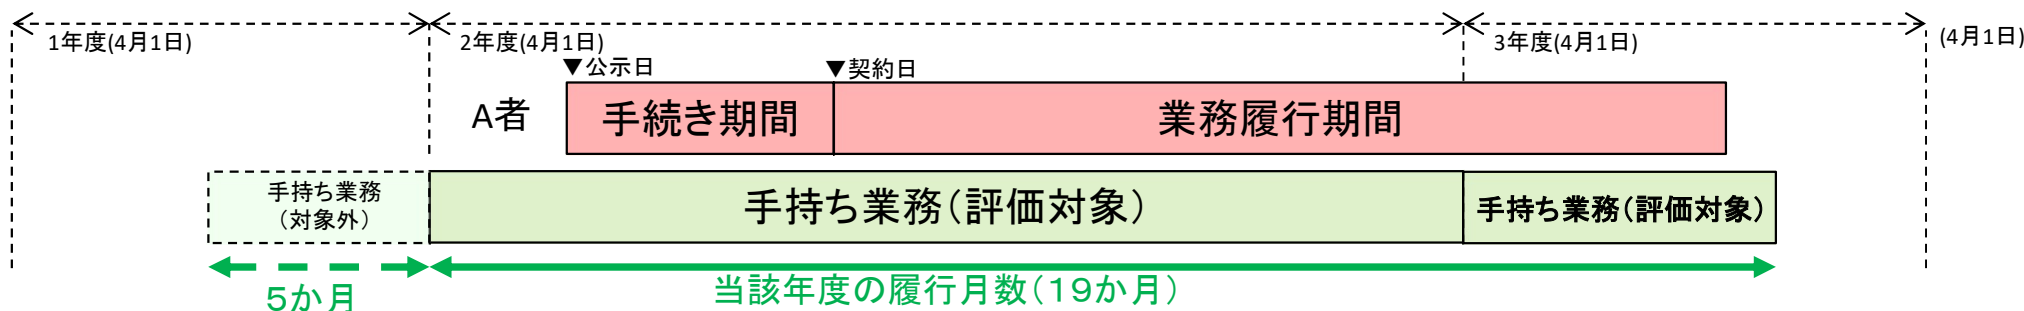 1年度(4月1日)
2年度(4月1日)
3年度(4月1日)
(4月1日)
▼公示日
▼契約日
A者
手続き期間
業務履行期間
手持ち業務
（対象外）
手持ち業務（評価対象）
手持ち業務（評価対象）
５か月
当該年度の履行月数（１９か月）